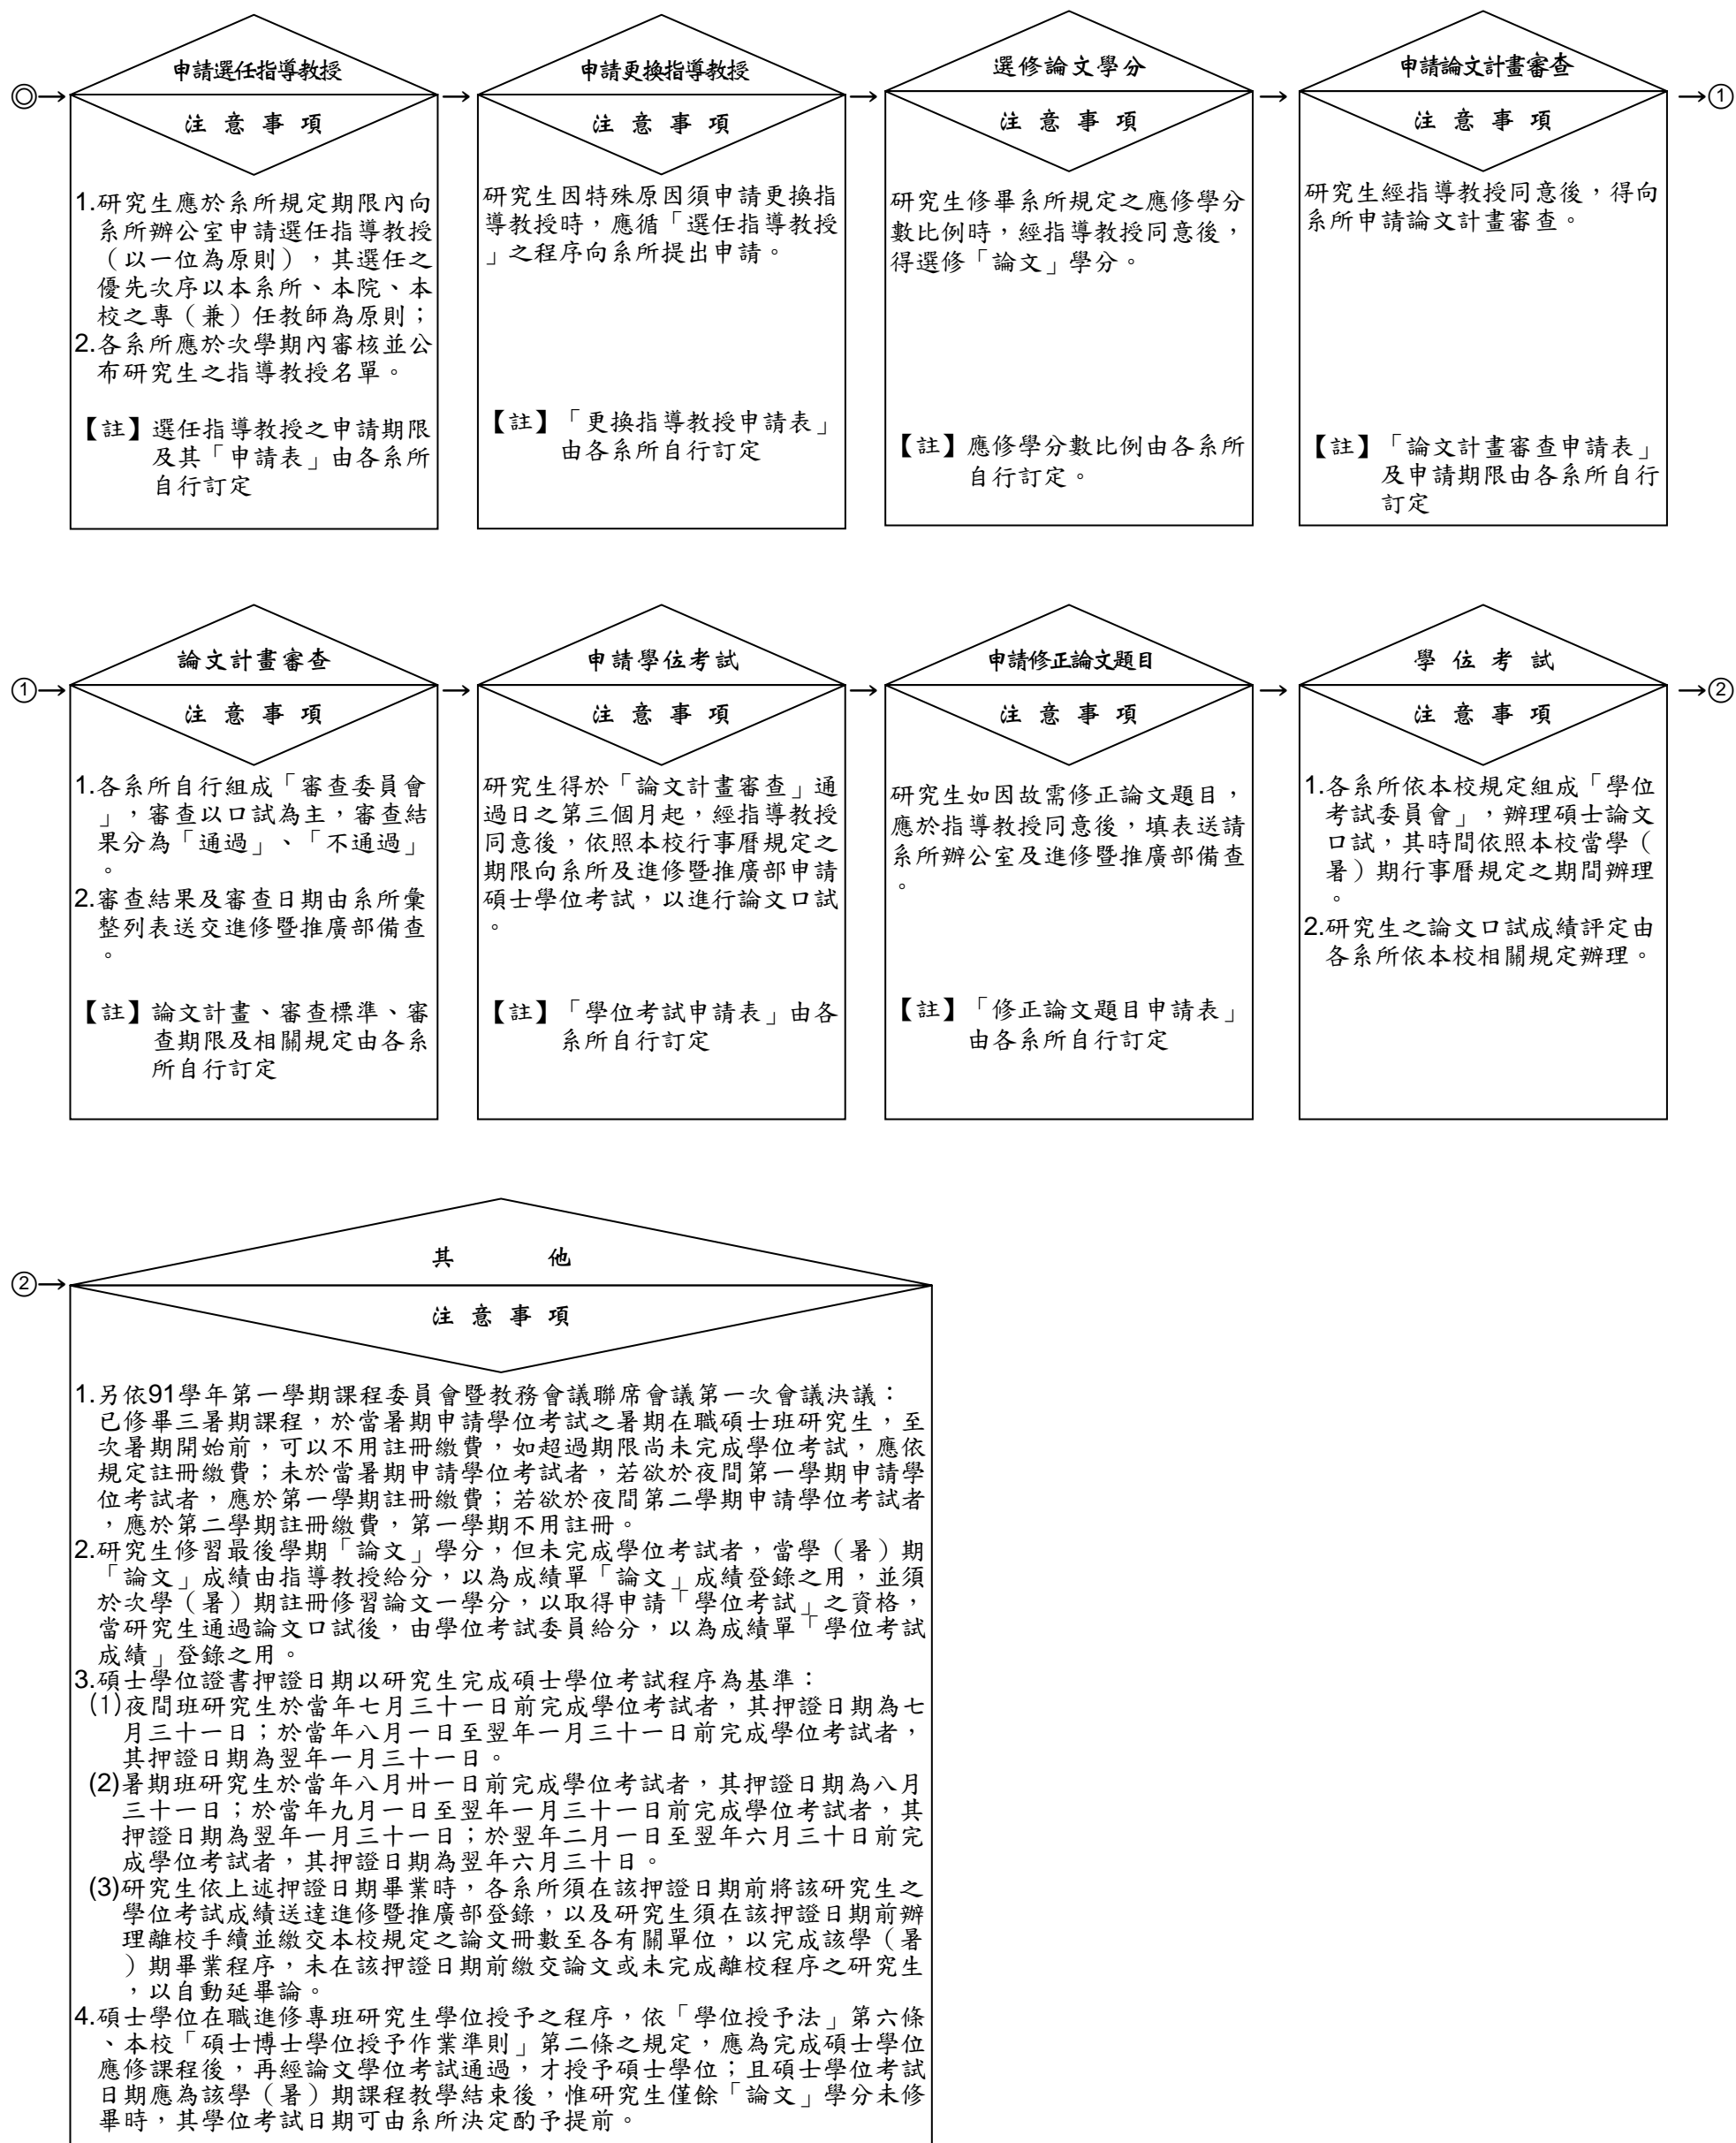 申請選任指導教授
注意事項
1.研究生應於系所規定期限內向
系所辦公室申請選任指導教授
（以一位為原則），其選任之
優先次序以本系所、本院、本
校之專（兼）任教師為原則；
2.各系所應於次學期內審核並公
布研究生之指導教授名單。
【註】選任指導教授之申請期限
及其「申請表」由各系所
自行訂定
申請更換指導教授
注意事項
研究生因特殊原因須申請更換指
導教授時，應循「選任指導教授
」之程序向系所提出申請。
【註】「更換指導教授申請表」
由各系所自行訂定
選修論文學分
注意事項
研究生修畢系所規定之應修學分
數比例時，經指導教授同意後，
得選修「論文」學分。
【註】應修學分數比例由各系所
自行訂定。
申請論文計畫審查
注意事項
研究生經指導教授同意後，得向
系所申請論文計畫審查。
【註】「論文計畫審查申請表」
及申請期限由各系所自行
訂定
◎→
→
→
→
→①
①→
論文計畫審查
注意事項
1.各系所自行組成「審查委員會
」，審查以口試為主，審查結
果分為「通過」、「不通過」
。
2.審查結果及審查日期由系所彙
整列表送交進修暨推廣部備查
。
【註】論文計畫、審查標準、審
查期限及相關規定由各系
所自行訂定
→
申請學位考試
注意事項
研究生得於「論文計畫審查」通
過日之第三個月起，經指導教授
同意後，依照本校行事曆規定之
期限向系所及進修暨推廣部申請
碩士學位考試，以進行論文口試
。
【註】「學位考試申請表」由各
系所自行訂定
→
申請修正論文題目
注意事項
研究生如因故需修正論文題目，
應於指導教授同意後，填表送請
系所辦公室及進修暨推廣部備查
。
【註】「修正論文題目申請表」
由各系所自行訂定
→
學位考試
注意事項
1.各系所依本校規定組成「學位
考試委員會」，辦理碩士論文
口試，其時間依照本校當學（
暑）期行事曆規定之期間辦理
。
2.研究生之論文口試成績評定由
各系所依本校相關規定辦理。
→②
②→
其他
注意事項
1.另依91學年第一學期課程委員會暨教務會議聯席會議第一次會議決議：
已修畢三暑期課程，於當暑期申請學位考試之暑期在職碩士班研究生，至
次暑期開始前，可以不用註冊繳費，如超過期限尚未完成學位考試，應依
規定註冊繳費；未於當暑期申請學位考試者，若欲於夜間第一學期申請學
位考試者，應於第一學期註冊繳費；若欲於夜間第二學期申請學位考試者
，應於第二學期註冊繳費，第一學期不用註冊。
2.研究生修習最後學期「論文」學分，但未完成學位考試者，當學（暑）期
「論文」成績由指導教授給分，以為成績單「論文」成績登錄之用，並須
於次學（暑）期註冊修習論文一學分，以取得申請「學位考試」之資格，
當研究生通過論文口試後，由學位考試委員給分，以為成績單「學位考試
成績」登錄之用。
3.碩士學位證書押證日期以研究生完成碩士學位考試程序為基準：
(1)夜間班研究生於當年七月三十一日前完成學位考試者，其押證日期為七
月三十一日；於當年八月一日至翌年一月三十一日前完成學位考試者，
其押證日期為翌年一月三十一日。
(2)暑期班研究生於當年八月卅一日前完成學位考試者，其押證日期為八月
三十一日；於當年九月一日至翌年一月三十一日前完成學位考試者，其
押證日期為翌年一月三十一日；於翌年二月一日至翌年六月三十日前完
成學位考試者，其押證日期為翌年六月三十日。
(3)研究生依上述押證日期畢業時，各系所須在該押證日期前將該研究生之
學位考試成績送達進修暨推廣部登錄，以及研究生須在該押證日期前辦
理離校手續並繳交本校規定之論文冊數至各有關單位，以完成該學（暑
）期畢業程序，未在該押證日期前繳交論文或未完成離校程序之研究生
，以自動延畢論。
4.碩士學位在職進修專班研究生學位授予之程序，依「學位授予法」第六條
、本校「碩士博士學位授予作業準則」第二條之規定，應為完成碩士學位
應修課程後，再經論文學位考試通過，才授予碩士學位；且碩士學位考試
日期應為該學（暑）期課程教學結束後，惟研究生僅餘「論文」學分未修
畢時，其學位考試日期可由系所決定酌予提前。